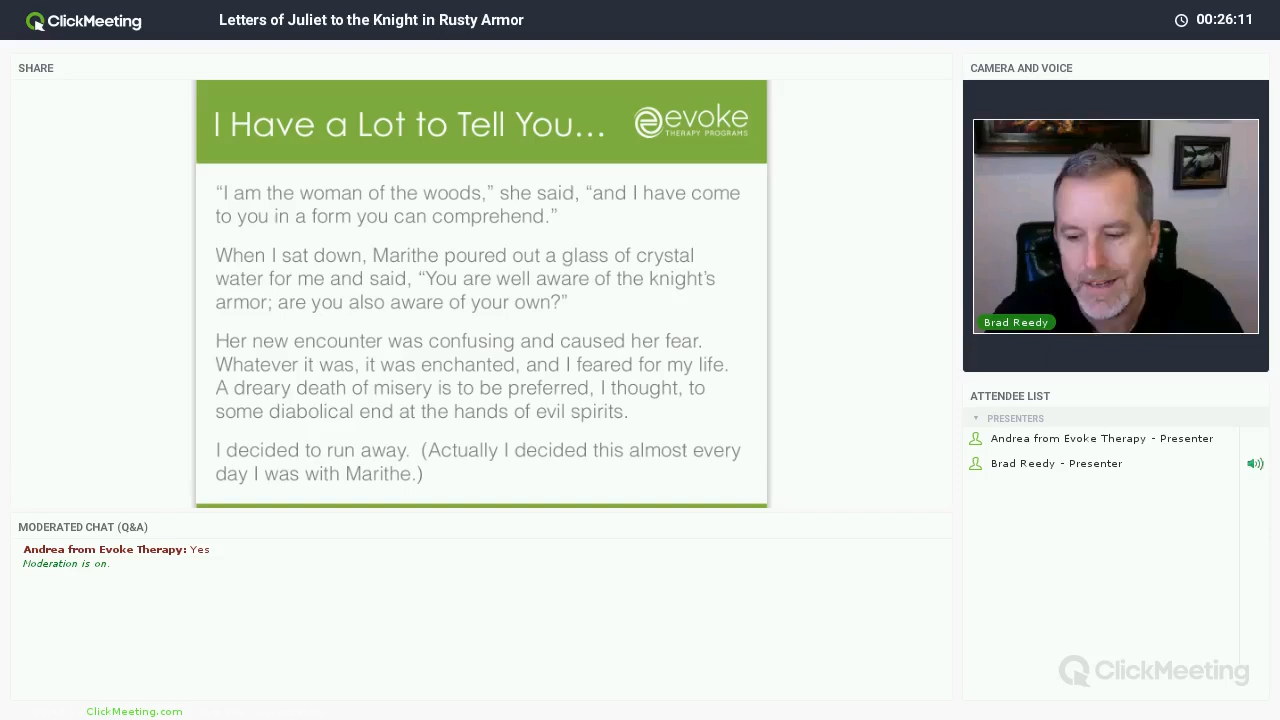 ClickMeeting
Letters of Juliet to the Knight in Rusty Armor
00:26:11
SHARE
I Have a Lot to Tell You...
evoke
THERAPY PROGRAMS
“I am the woman of the woods,” she said, “and I have come
to you in a form you can comprehend.”
When I sat down, Marithe poured out a glass of crystal
water for me and said, “You are well aware of the knight’s
armor; are you also aware of your own?”
Her new encounter was confusing and caused her fear.
Whatever it was, it was enchanted, and I feared for my life.
A dreary death of misery is to be preferred, I thought, to
some diabolical end at the hands of evil spirits.
I decided to run away.  (Actually I decided this almost every
day I was with Marithe.)
CAMERA AND VOICE
Brad Reedy
ATTENDEE LIST
PRESENTERS
Andrea from Evoke Therapy - Presenter
Brad Reedy - Presenter
MODERATED CHAT (Q&A)
Andrea from Evoke Therapy: Yes
Moderation is on.
ClickMeeting
ClickMeeting.com